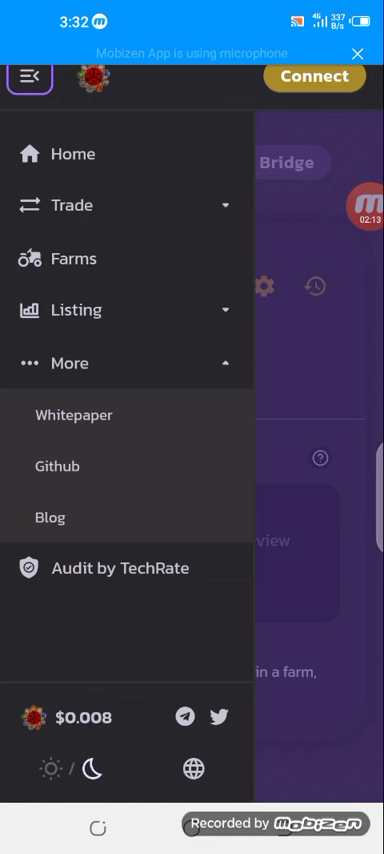 3:32
4G
337
B/s
Mobizen App is using microphone
Connect
Home
Bridge
Trade
02:13
Farms
Listing
More
Whitepaper
Github
Blog
view
Audit by TechRate
in a farm,
$0.008
/
Recorded by mobizen